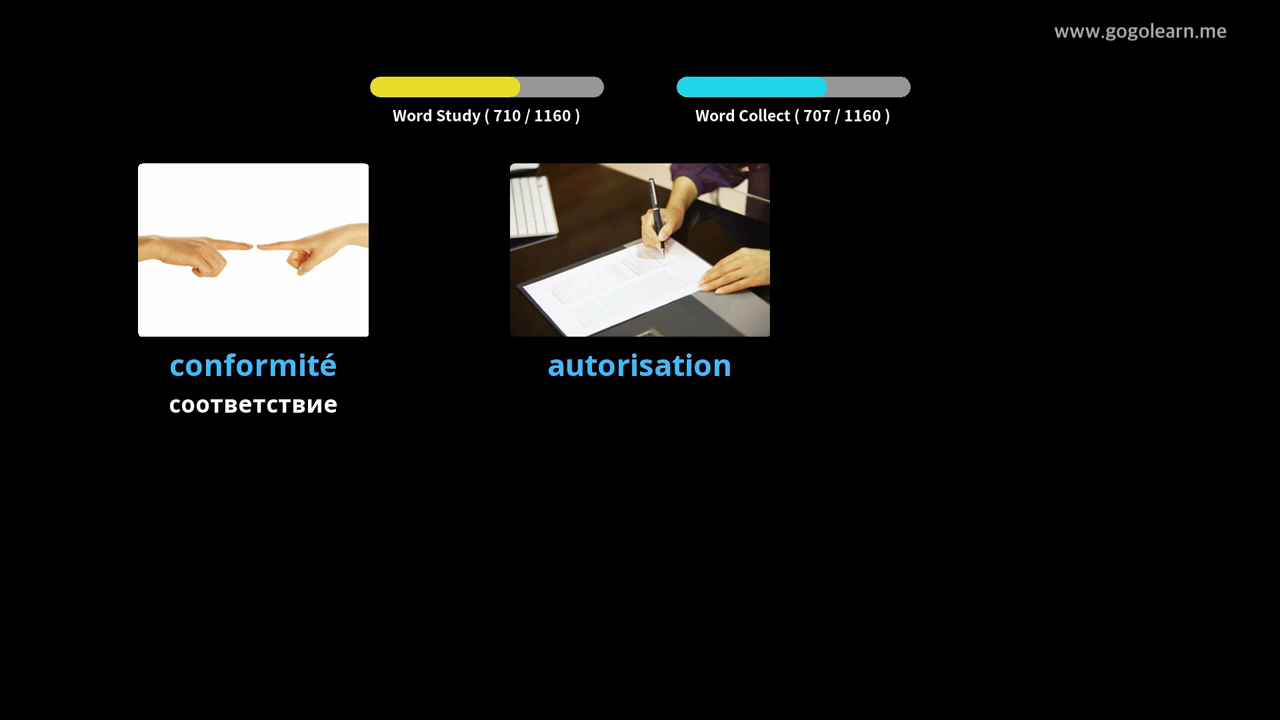 www.gogolearn.me
Word Study ( 710 / 1160 )
Word Collect ( 707 / 1160 )
conformité
autorisation
соответствие